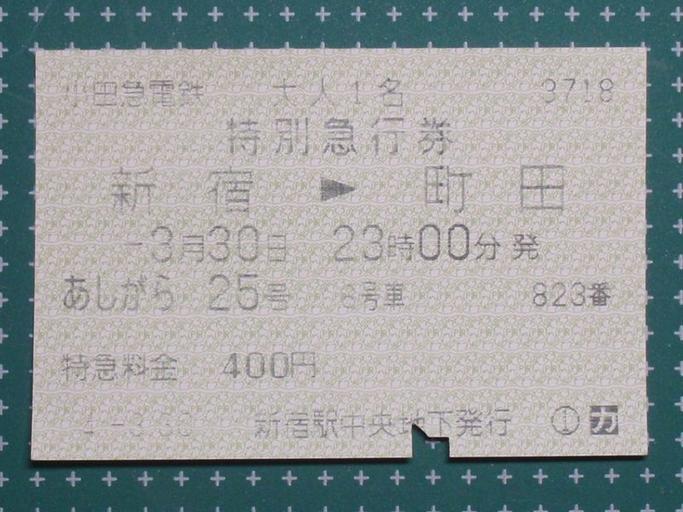 小田急電鉄 大人1名 3718
特別急行券
新宿 ▶ 町田
-3月30日 23時00分発
あしがら 25号 8号車 823番
特急料金 400円
4.-3.30 新宿駅中央地下発行 ① カ